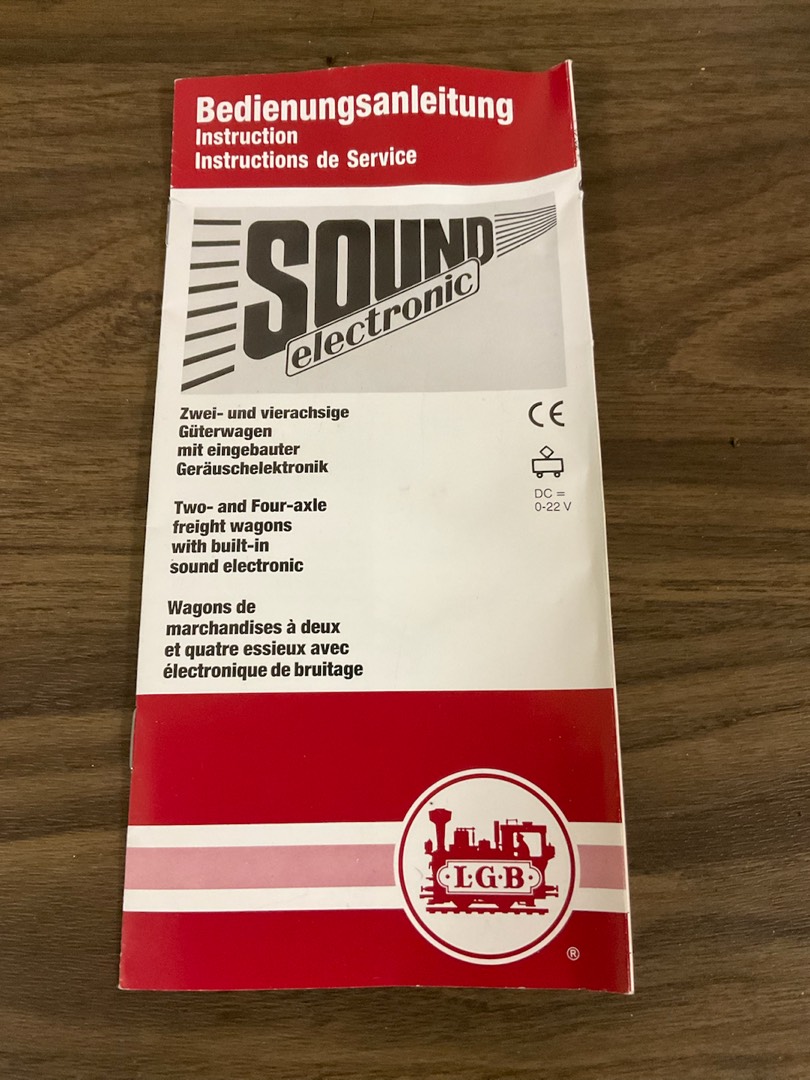 Bedienungsanleitung
Instruction
Instructions de Service
SOUND
electronic
Zwei- und vierachsige
Güterwagen
mit eingebauter
Geräuschelektronik
CE
DC =
0-22 V
Two- and Four-axle
freight wagons
with built-in
sound electronic
Wagons de
marchandises à deux
et quatre essieux avec
électronique de bruitage
L·G·B
®